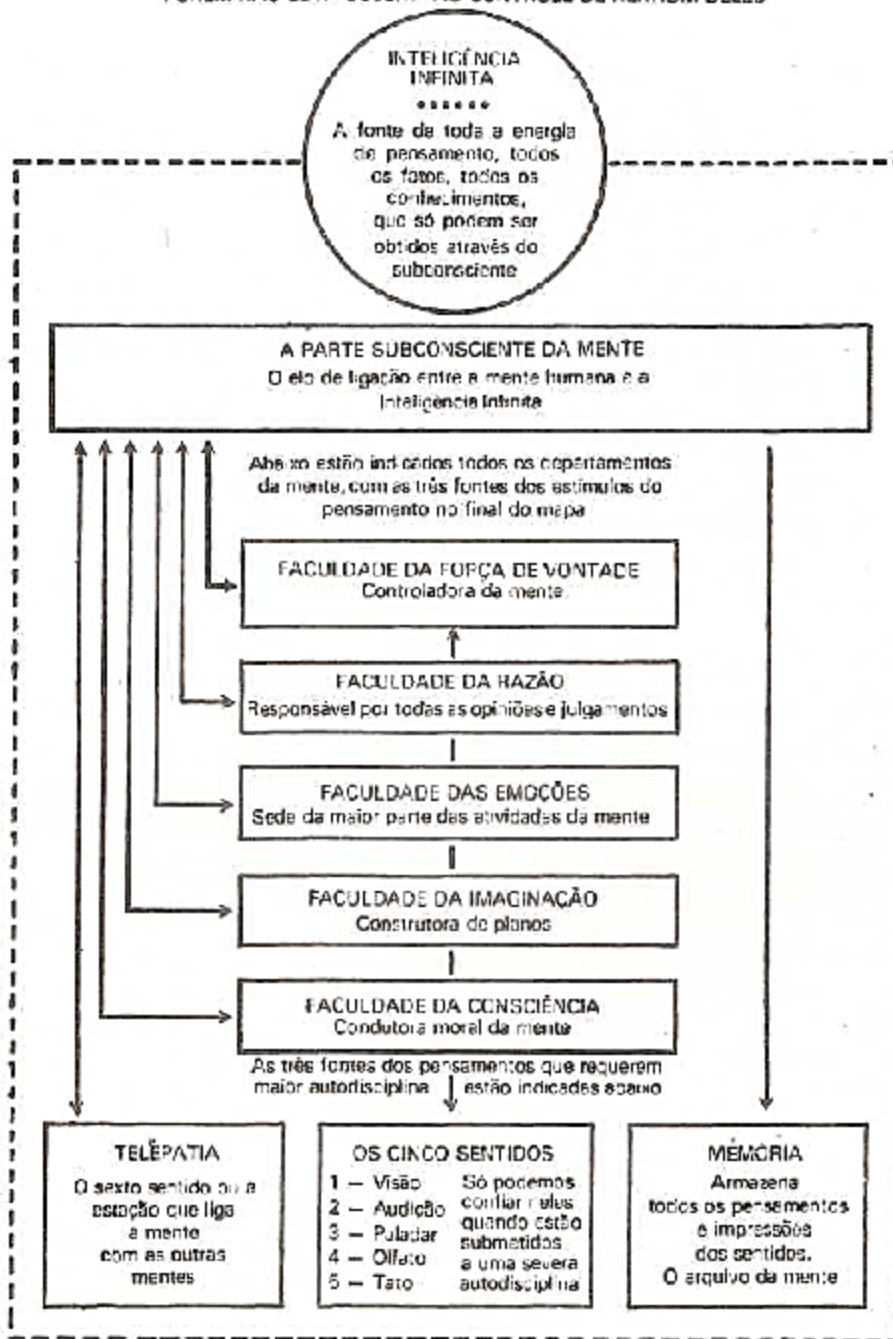 INTELIGÊNCIA
INFINITA
A fonte de toda a energia
de pensamento, todos
os fatos, todos os
conhecimentos,
que só podem ser
obtidos através do
subconsciente
A PARTE SUBCONSCIENTE DA MENTE
O elo de ligação entre a mente humana e a
Inteligência Infinita
Abaixo estão indicados todos os departamentos
da mente, com as três fontes dos estímulos do
pensamento no final do mapa
FACULDADE DA FORÇA DE VONTADE
Controladora da mente
FACULDADE DA RAZÃO
Responsável por todas as opiniões e julgamentos
FACULDADE DAS EMOÇÕES
Sede da maior parte das atividades da mente
FACULDADE DA IMAGINAÇÃO
Construtora de planos
FACULDADE DA CONSCIÊNCIA
Condutora moral da mente
As três fontes dos pensamentos que requerem
maior autodisciplina estão indicadas abaixo
TELEPATIA
O sexto sentido ou a
estação que liga
a mente
com as outras
mentes
OS CINCO SENTIDOS
1 — Visão
2 — Audição
3 — Paladar
4 — Olfato
5 — Tato
Só podemos
confiar neles
quando estão
submetidos
a uma severa
autodisciplina
MEMÓRIA
Armazena
todos os pensamentos
e impressões
dos sentidos.
O arquivo da mente